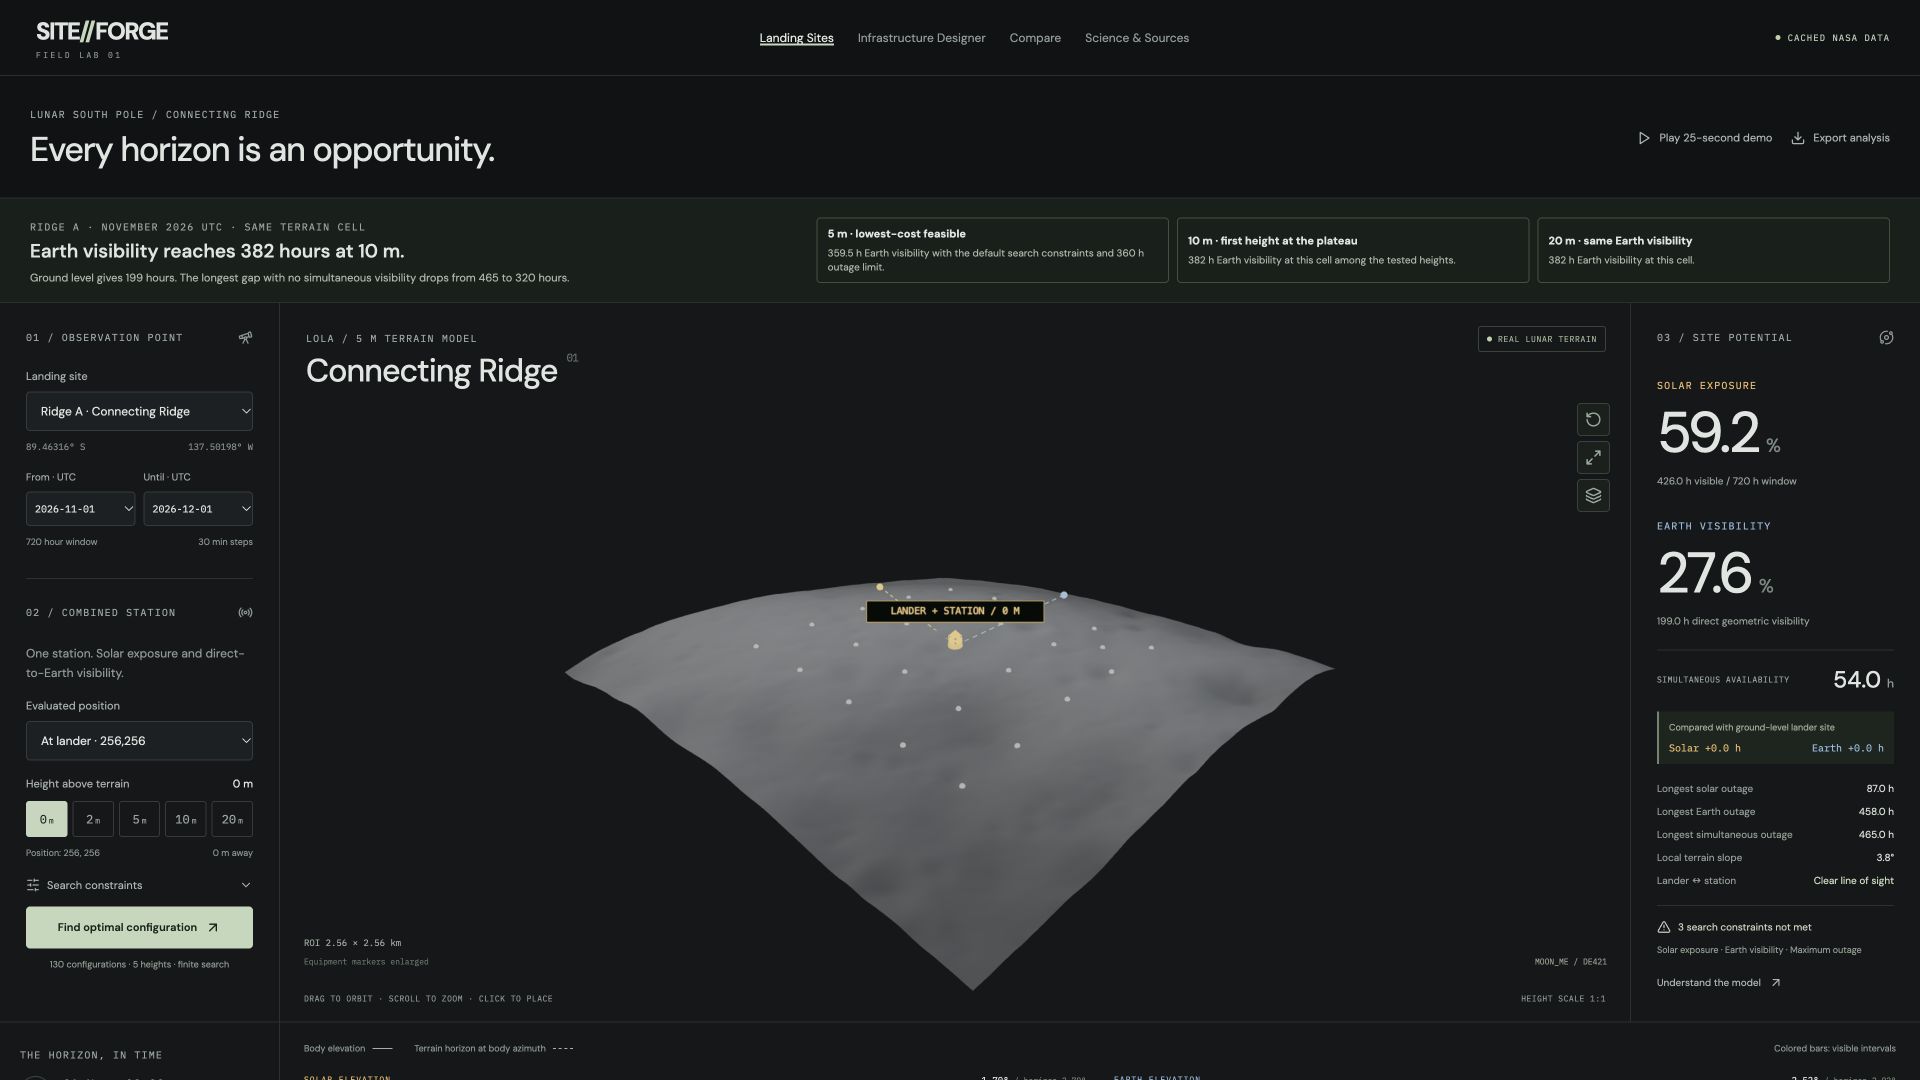 SITE//FORGE
FIELD LAB 01
Landing Sites
Infrastructure Designer
Compare
Science & Sources
CACHED NASA DATA
LUNAR SOUTH POLE / CONNECTING RIDGE
Every horizon is an opportunity.
Play 25-second demo
Export analysis
RIDGE A · NOVEMBER 2026 UTC · SAME TERRAIN CELL
Earth visibility reaches 382 hours at 10 m.
Ground level gives 199 hours. The longest gap with no simultaneous visibility drops from 465 to 320 hours.
5 m · lowest-cost feasible
359.5 h Earth visibility with the default search constraints and 360 h
outage limit.
10 m · first height at the plateau
382 h Earth visibility at this cell among the tested heights.
20 m · same Earth visibility
382 h Earth visibility at this cell.
01 / OBSERVATION POINT
Landing site
Ridge A · Connecting Ridge
89.46316° S
137.50198° W
From · UTC
Until · UTC
2026-11-01
2026-12-01
720 hour window
30 min steps
02 / COMBINED STATION
One station. Solar exposure and direct-
to-Earth visibility.
Evaluated position
At lander · 256,256
Height above terrain
0 m
0 m
2 m
5 m
10 m
20 m
Position: 256, 256
0 m away
Search constraints
Find optimal configuration
130 configurations · 5 heights · finite search
LOLA / 5 M TERRAIN MODEL
Connecting Ridge 01
REAL LUNAR TERRAIN
LANDER + STATION / 0 M
ROI 2.56 × 2.56 km
Equipment markers enlarged
MOON_ME / DE421
DRAG TO ORBIT · SCROLL TO ZOOM · CLICK TO PLACE
HEIGHT SCALE 1:1
03 / SITE POTENTIAL
SOLAR EXPOSURE
59.2 %
426.0 h visible / 720 h window
EARTH VISIBILITY
27.6 %
199.0 h direct geometric visibility
SIMULTANEOUS AVAILABILITY
54.0 h
Compared with ground-level lander site
Solar +0.0 h
Earth +0.0 h
Longest solar outage
87.0 h
Longest Earth outage
458.0 h
Longest simultaneous outage
465.0 h
Local terrain slope
3.8°
Lander ↔ station
Clear line of sight
3 search constraints not met
Solar exposure · Earth visibility · Maximum outage
Understand the model
THE HORIZON, IN TIME
Body elevation
Terrain horizon at body azimuth
Colored bars: visible intervals
SOLAR ELEVATION
EARTH ELEVATION